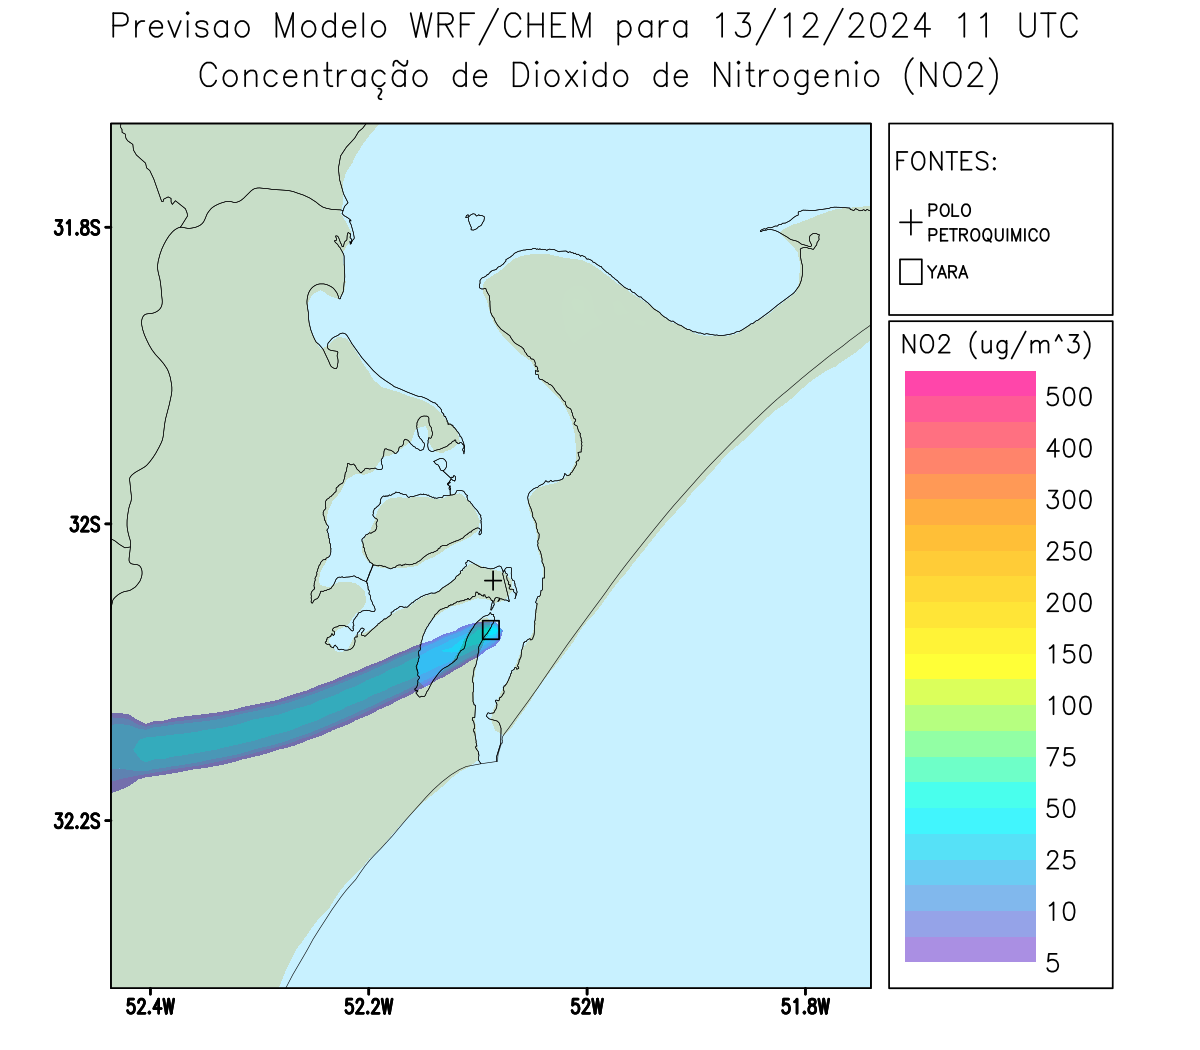 Previsao Modelo WRF/CHEM para 13/12/2024 11 UTC
Concentração de Dioxido de Nitrogenio (NO2)
FONTES:
POLO
PETROQUIMICO
YARA
NO2 (ug/m^3)
500
400
300
250
200
150
100
75
50
25
10
5
31.8S
32S
32.2S
52.4W
52.2W
52W
51.8W